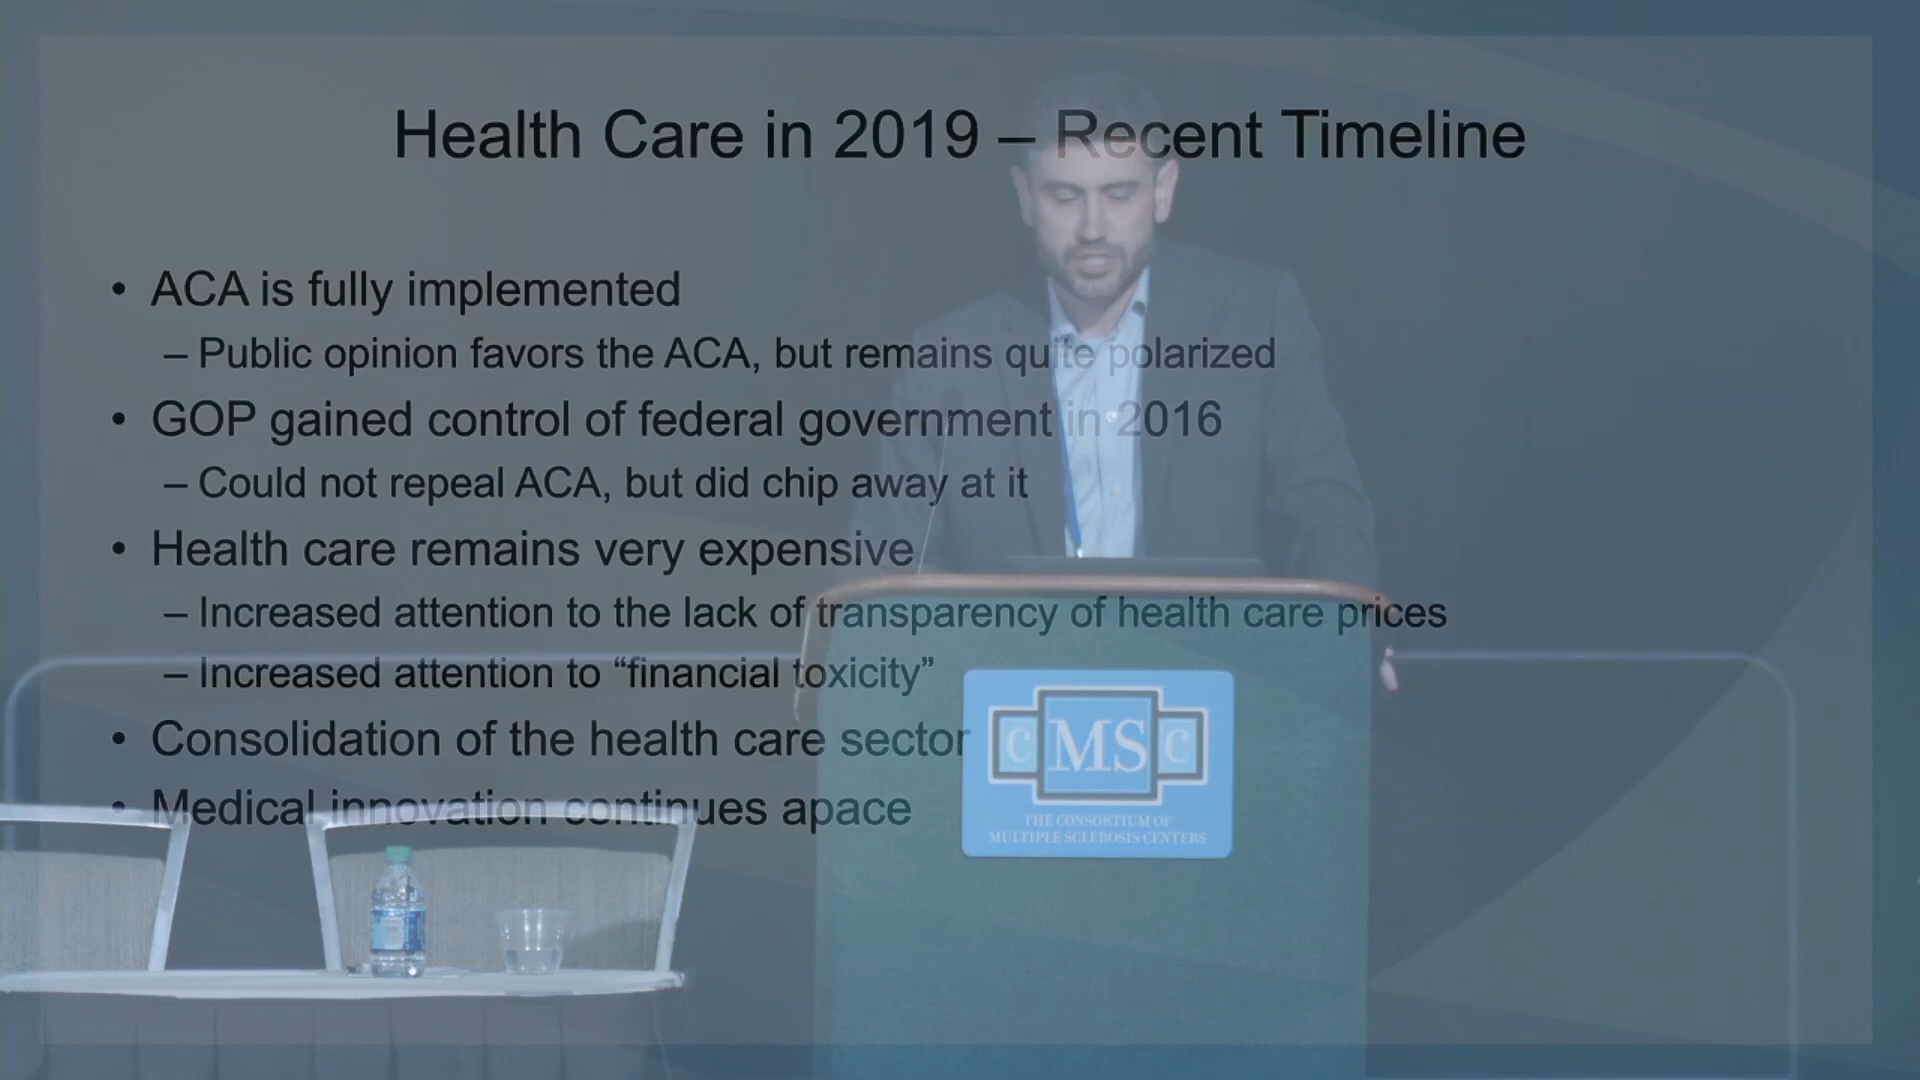 Health Care in 2019 – Recent Timeline
• ACA is fully implemented
– Public opinion favors the ACA, but remains quite polarized
• GOP gained control of federal government in 2016
– Could not repeal ACA, but did chip away at it
• Health care remains very expensive
– Increased attention to the lack of transparency of health care prices
– Increased attention to “financial toxicity”
• Consolidation of the health care sector
• Medical innovation continues apace
C MS C
THE CONSORTIUM OF
MULTIPLE SCLEROSIS CENTERS